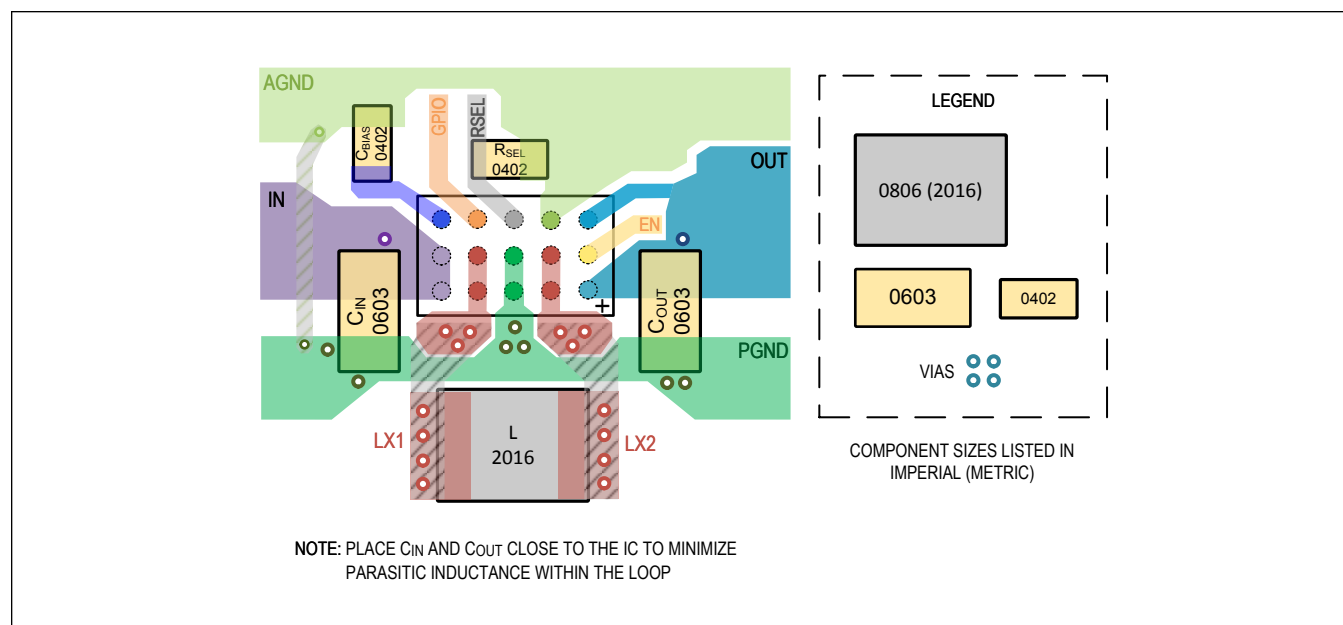 AGND
GPIO
RSEL
CBIAS
0402
RSEL
0402
OUT
IN
EN
CIN
0603
COUT
0603
+
PGND
LX1
L
2016
LX2
NOTE: PLACE CIN AND COUT CLOSE TO THE IC TO MINIMIZE
PARASITIC INDUCTANCE WITHIN THE LOOP
LEGEND
0806 (2016)
0603
0402
VIAS
COMPONENT SIZES LISTED IN
IMPERIAL (METRIC)